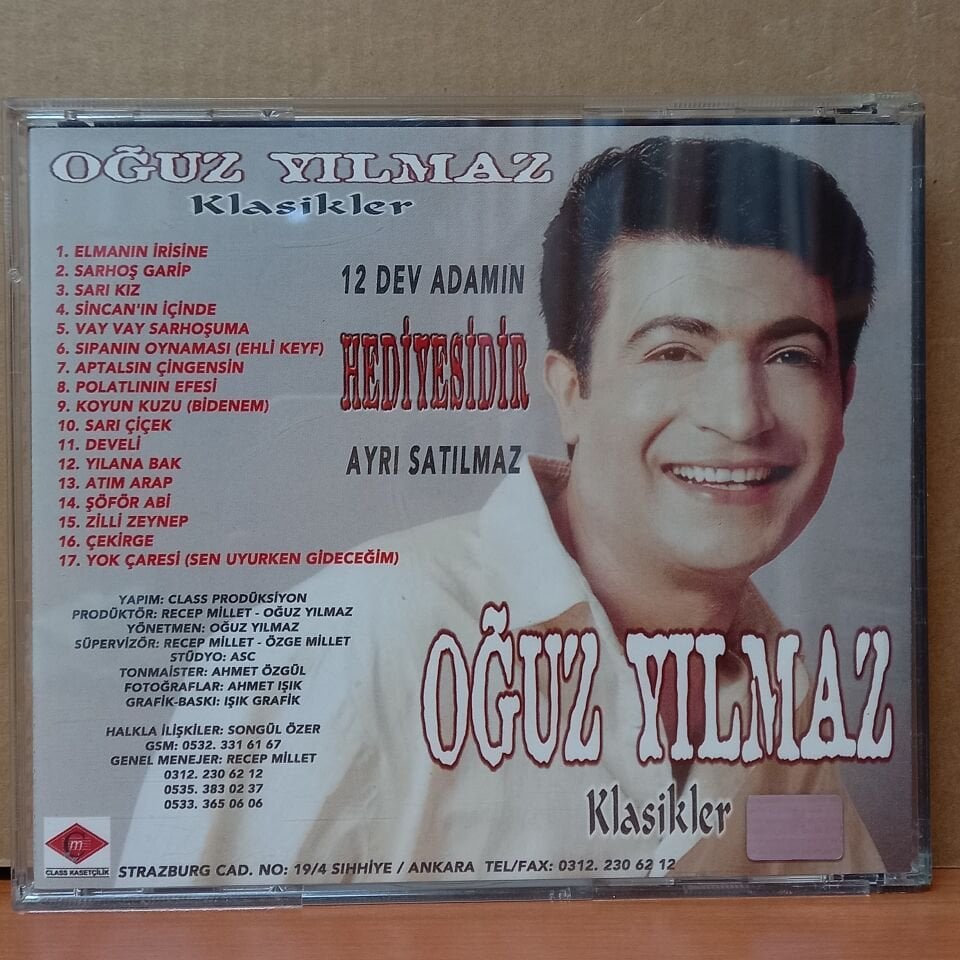 OĞUZ YILMAZ
Klasikler
1. ELMANIN İRİSİNE
2. SARHOŞ GARİP
3. SARI KIZ
4. SİNCAN'IN İÇİNDE
5. VAY VAY SARHOŞUMA
6. SIPANIN OYNAMASI (EHLİ KEYF)
7. APTALSIN ÇİNGENSİN
8. POLATLININ EFESİ
9. KOYUN KUZU (BİDENEM)
10. SARI ÇİÇEK
11. DEVELİ
12. YILANA BAK
13. ATIM ARAP
14. ŞÖFÖR ABİ
15. ZİLLİ ZEYNEP
16. ÇEKİRGE
17. YOK ÇARESİ (SEN UYURKEN GİDECEĞİM)
12 DEV ADAMIN
HEDİYESİDİR
AYRI SATILMAZ
YAPIM: CLASS PRODÜKSİYON
PRODÜKTÖR: RECEP MİLLET - OĞUZ YILMAZ
YÖNETMEN: OĞUZ YILMAZ
SÜPERVİZÖR: RECEP MİLLET - ÖZGE MİLLET
STÜDYO: ASC
TONMAİSTER: AHMET ÖZGÜL
FOTOĞRAFLAR: AHMET IŞIK
GRAFİK-BASKI: IŞIK GRAFİK
HALKLA İLİŞKİLER: SONGÜL ÖZER
GSM: 0532. 331 61 67
GENEL MENEJER: RECEP MİLLET
0312. 230 62 12
0535. 383 02 37
0533. 365 06 06
OĞUZ YILMAZ
Klasikler
m
CLASS KASETÇİLİK
STRAZBURG CAD. NO: 19/4 SIHHİYE / ANKARA TEL/FAX: 0312. 230 62 12